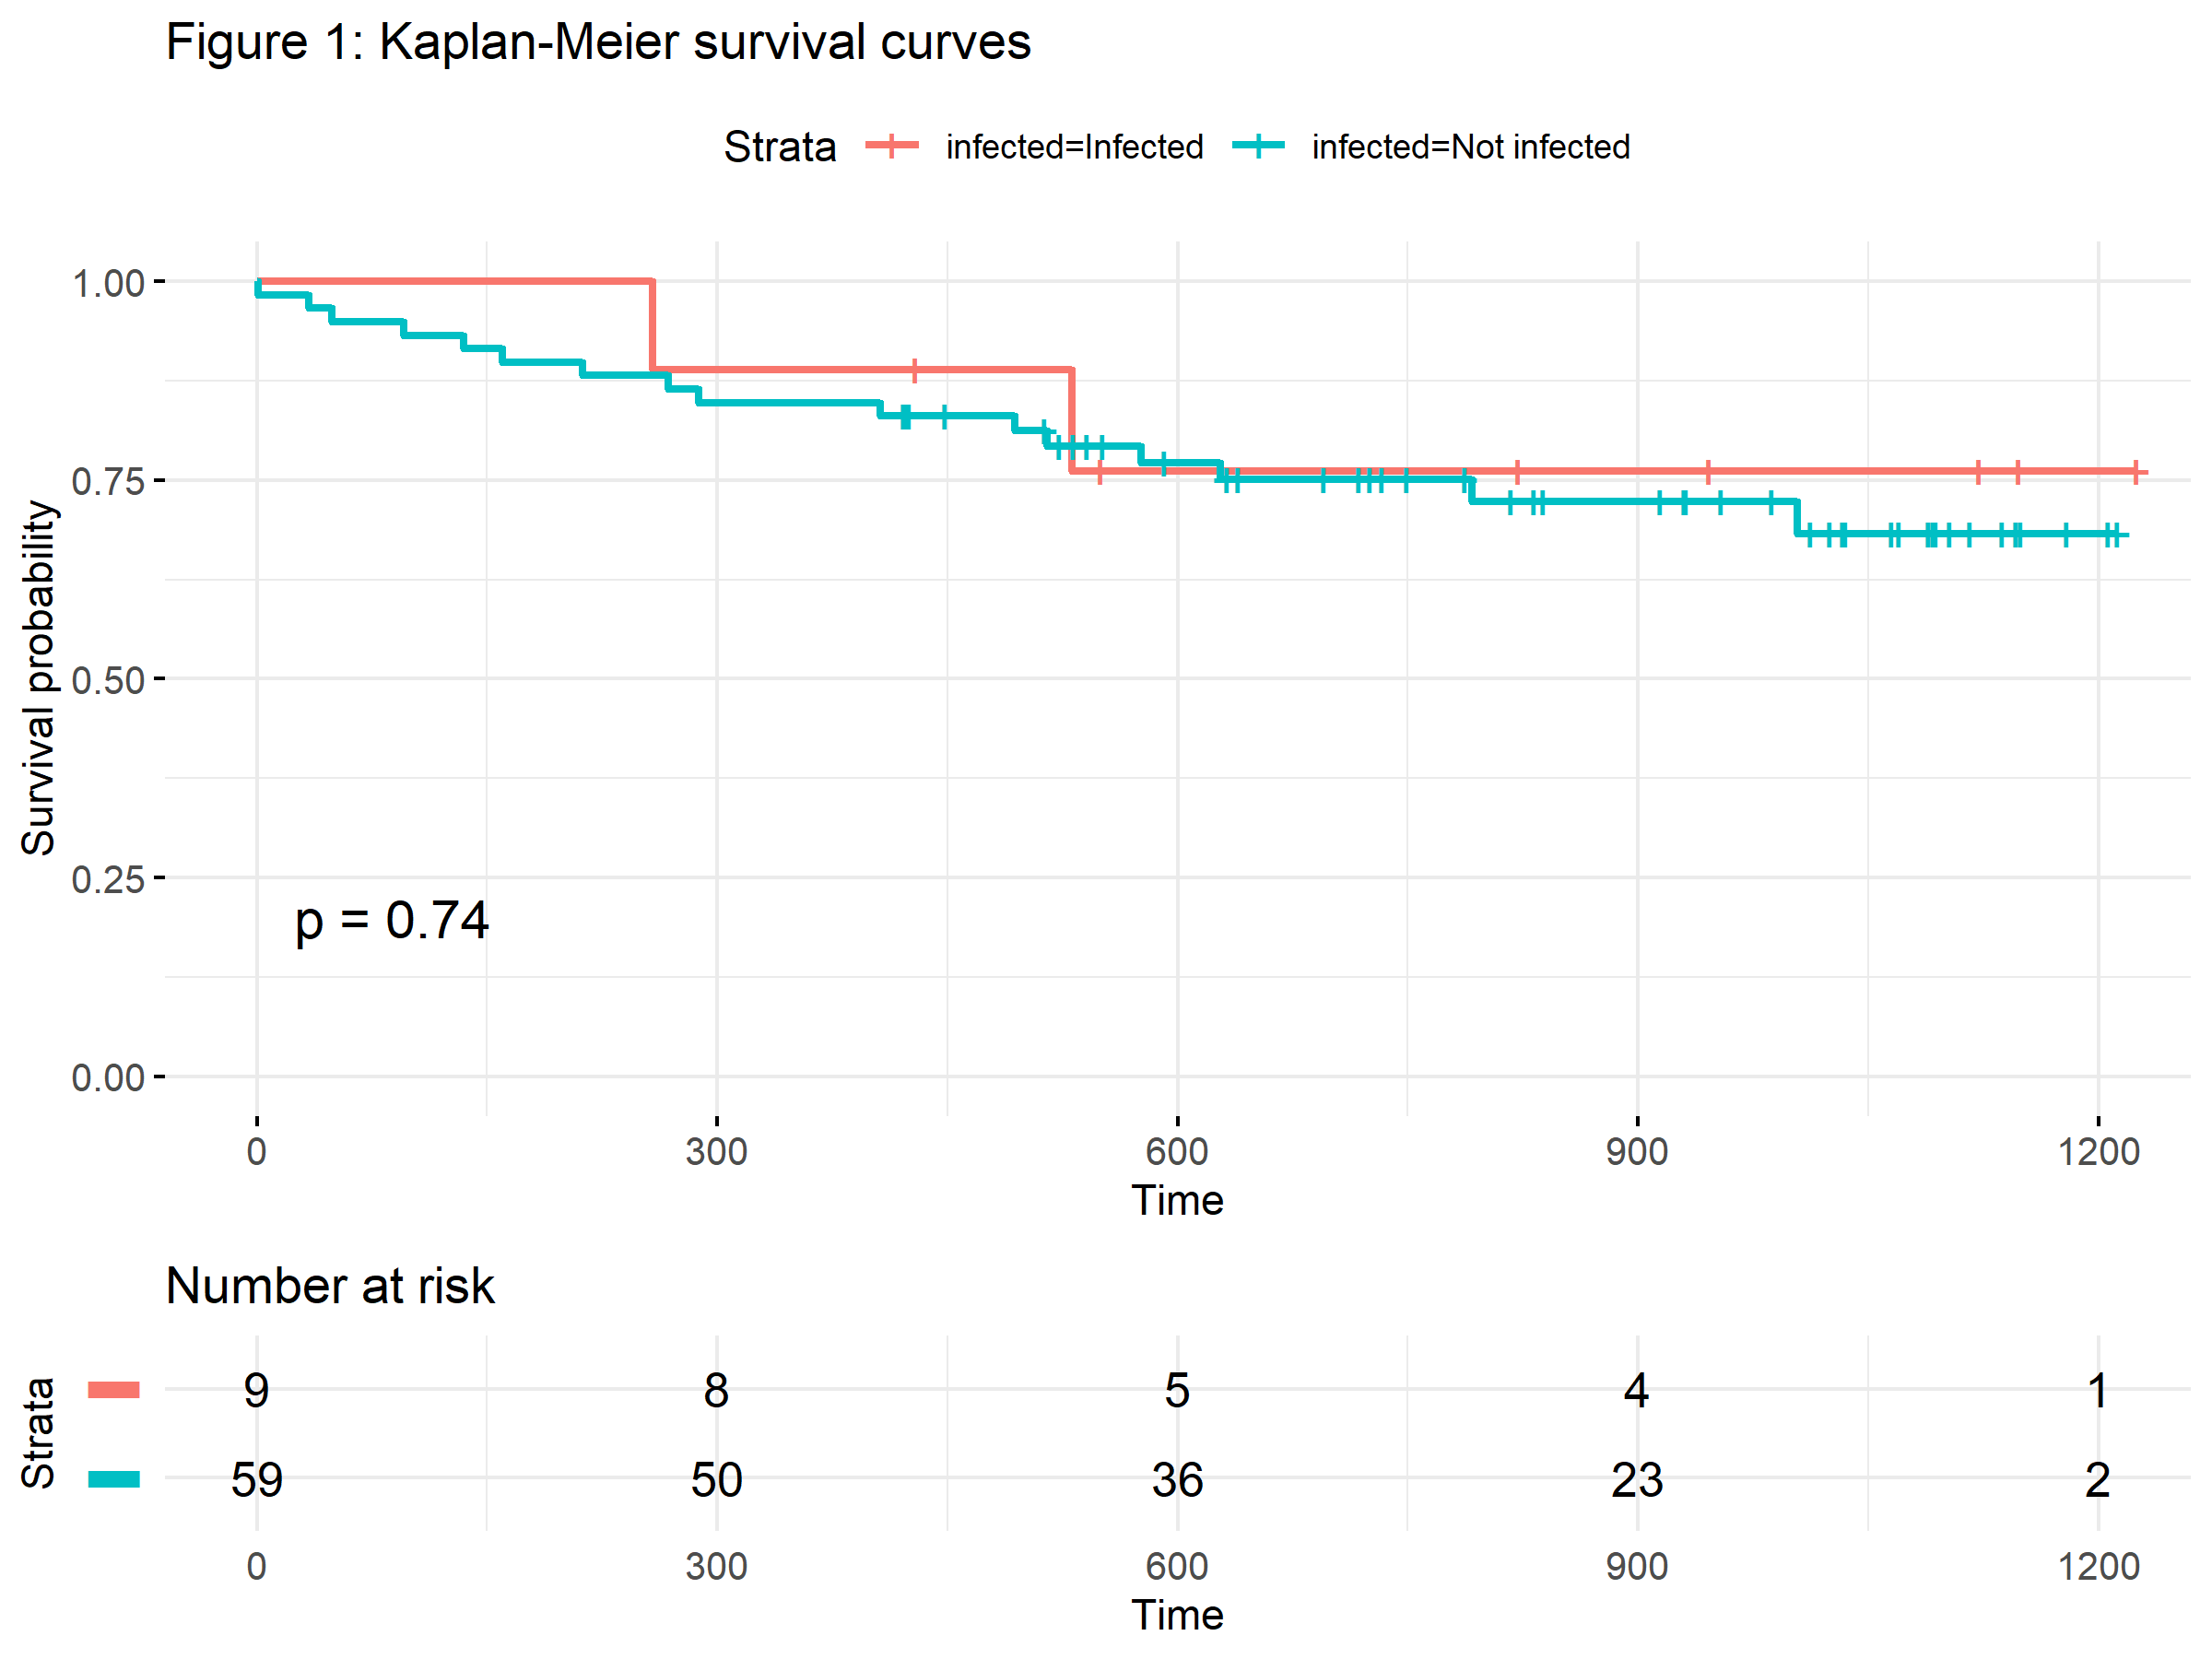 Figure 1: Kaplan-Meier survival curves
Strata infected=Infected infected=Not infected
Survival probability
1.00
0.75
0.50
0.25
0.00
p = 0.74
0 300 600 900 1200
Time
Number at risk
Strata
9 8 5 4 1
59 50 36 23 2
0 300 600 900 1200
Time